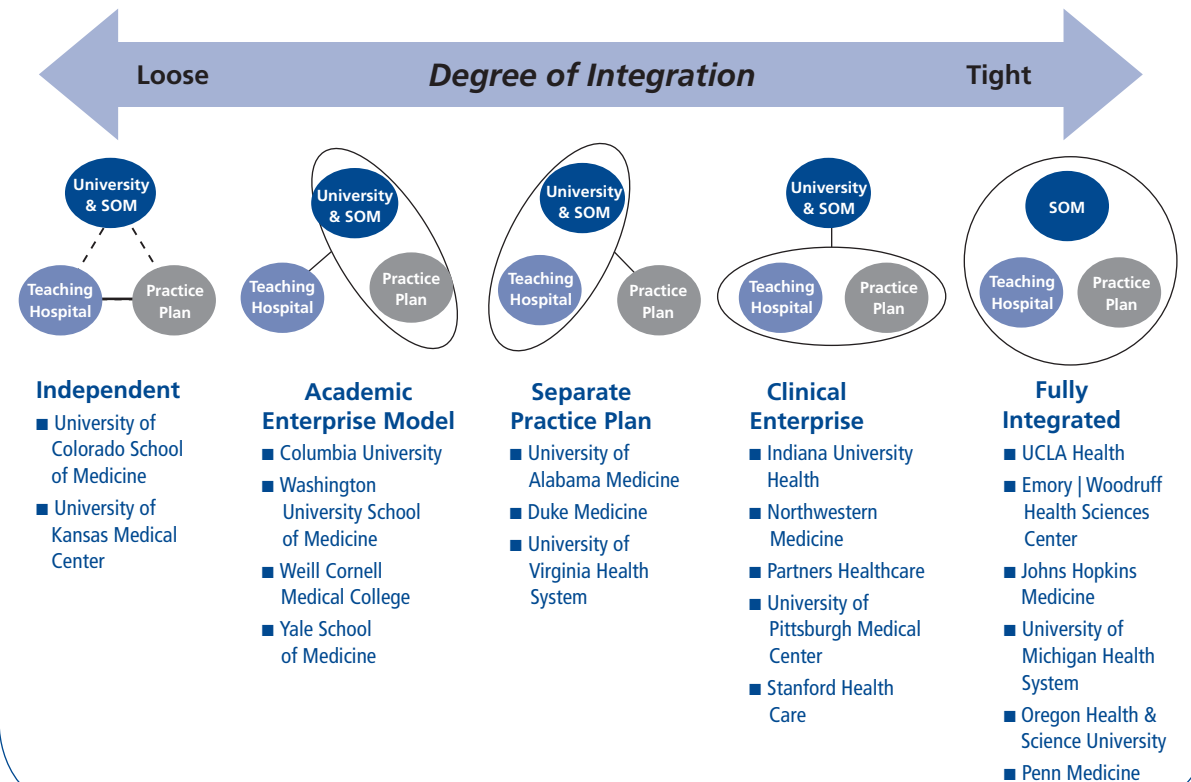 Loose
Degree of Integration
Tight
University
& SOM
Teaching
Hospital
Practice
Plan
University
& SOM
Teaching
Hospital
Practice
Plan
University
& SOM
Teaching
Hospital
Practice
Plan
University
& SOM
Teaching
Hospital
Practice
Plan
SOM
Teaching
Hospital
Practice
Plan
Independent
■ University of
Colorado School
of Medicine
■ University of
Kansas Medical
Center
Academic
Enterprise Model
■ Columbia University
■ Washington
University School
of Medicine
■ Weill Cornell
Medical College
■ Yale School
of Medicine
Separate
Practice Plan
■ University of
Alabama Medicine
■ Duke Medicine
■ University of
Virginia Health
System
Clinical
Enterprise
■ Indiana University
Health
■ Northwestern
Medicine
■ Partners Healthcare
■ University of
Pittsburgh Medical
Center
■ Stanford Health
Care
Fully
Integrated
■ UCLA Health
■ Emory | Woodruff
Health Sciences
Center
■ Johns Hopkins
Medicine
■ University of
Michigan Health
System
■ Oregon Health &
Science University
■ Penn Medicine